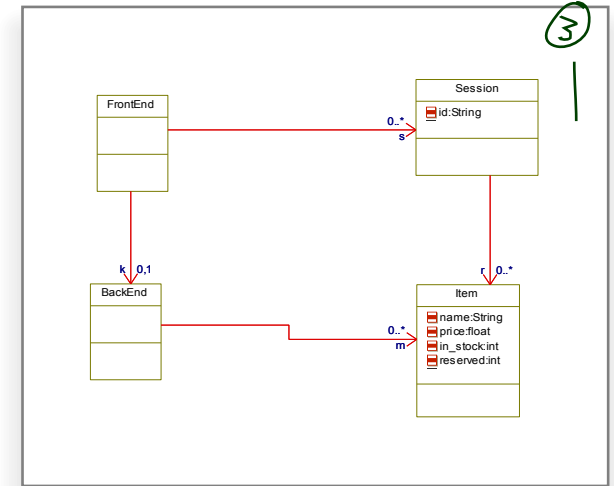 3
1
FrontEnd
Session
id:String
0..*
s
k 0,1
r 0..*
BackEnd
Item
name:String
price:float
in_stock:int
reserved:int
0..*
m